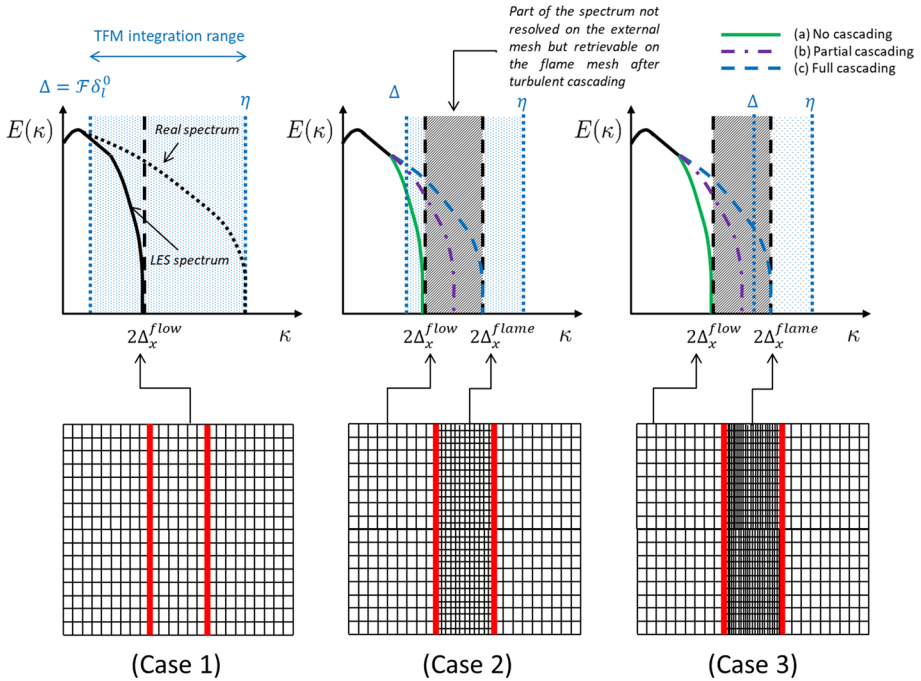 Part of the spectrum not
resolved on the external
mesh but retrievable on
the flame mesh after
turbulent cascading
(a) No cascading
(b) Partial cascading
(c) Full cascading
TFM integration range
Δ = ℱδ_l^0
η
E(κ)
Real spectrum
LES spectrum
2Δ_x^{flow}
κ
Δ
η
E(κ)
2Δ_x^{flow}
2Δ_x^{flame}
κ
Δ
η
E(κ)
2Δ_x^{flow}
2Δ_x^{flame}
κ
(Case 1)
(Case 2)
(Case 3)